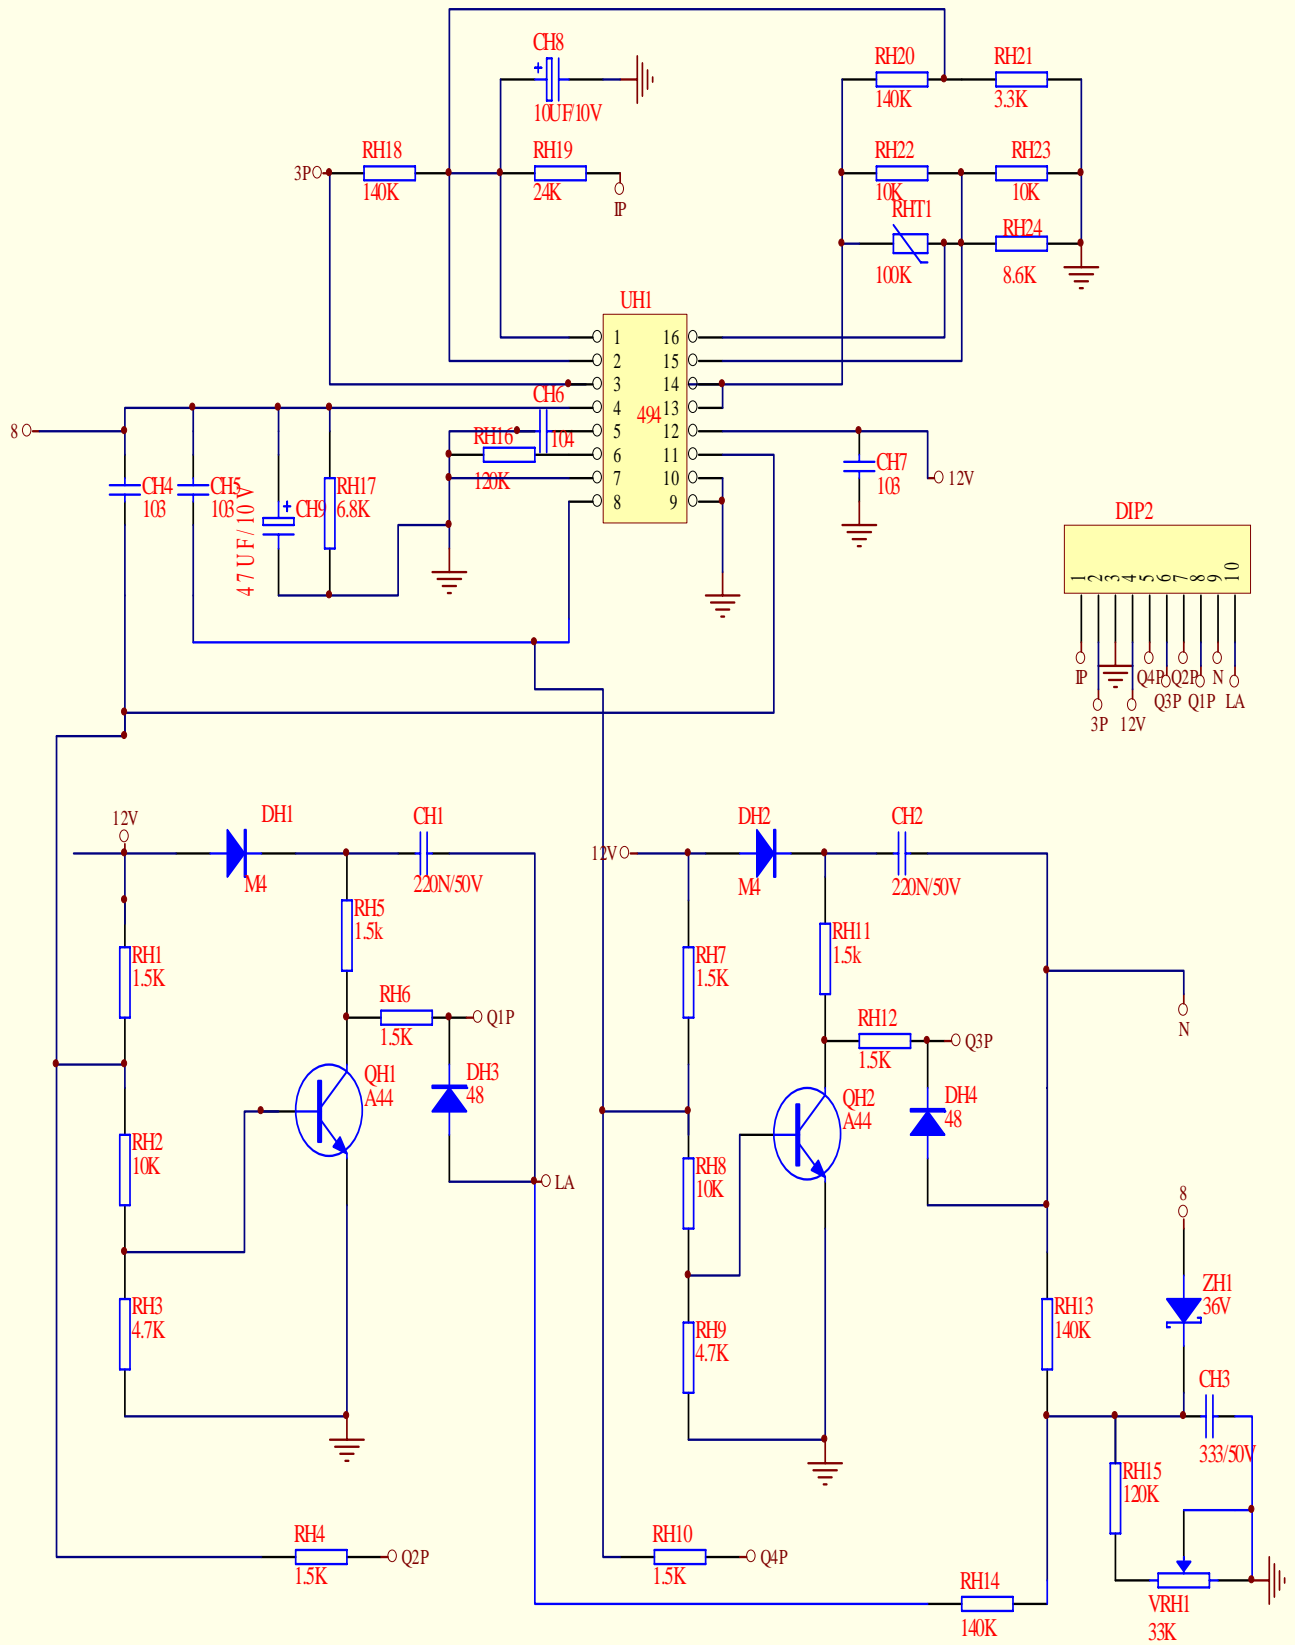 CH8
+
10UF/10V
RH20
140K
RH21
3.3K
3P
RH18
140K
RH19
24K
IP
RH22
10K
RH23
10K
RHT1
100K
RH24
8.6K
UH1
494
1
2
3
4
5
6
7
8
16
15
14
13
12
11
10
9
CH6
104
RH16
120K
8
CH4
103
CH5
103
+
CH9
47UF/10V
RH17
6.8K
CH7
103
12V
DIP2
1
2
3
4
5
6
7
8
9
10
IP
3P
12V
Q4P
Q3P
Q2P
Q1P
N
LA
12V
DH1
M4
CH1
220N/50V
RH5
1.5k
RH1
1.5K
RH6
1.5K
Q1P
QH1
A44
DH3
48
RH2
10K
LA
RH3
4.7K
RH4
1.5K
Q2P
12V
DH2
M4
CH2
220N/50V
RH7
1.5K
RH11
1.5k
RH12
1.5K
Q3P
N
QH2
A44
DH4
48
RH8
10K
RH9
4.7K
8
ZH1
36V
RH13
140K
CH3
333/50V
RH15
120K
RH10
1.5K
Q4P
RH14
140K
VRH1
33K